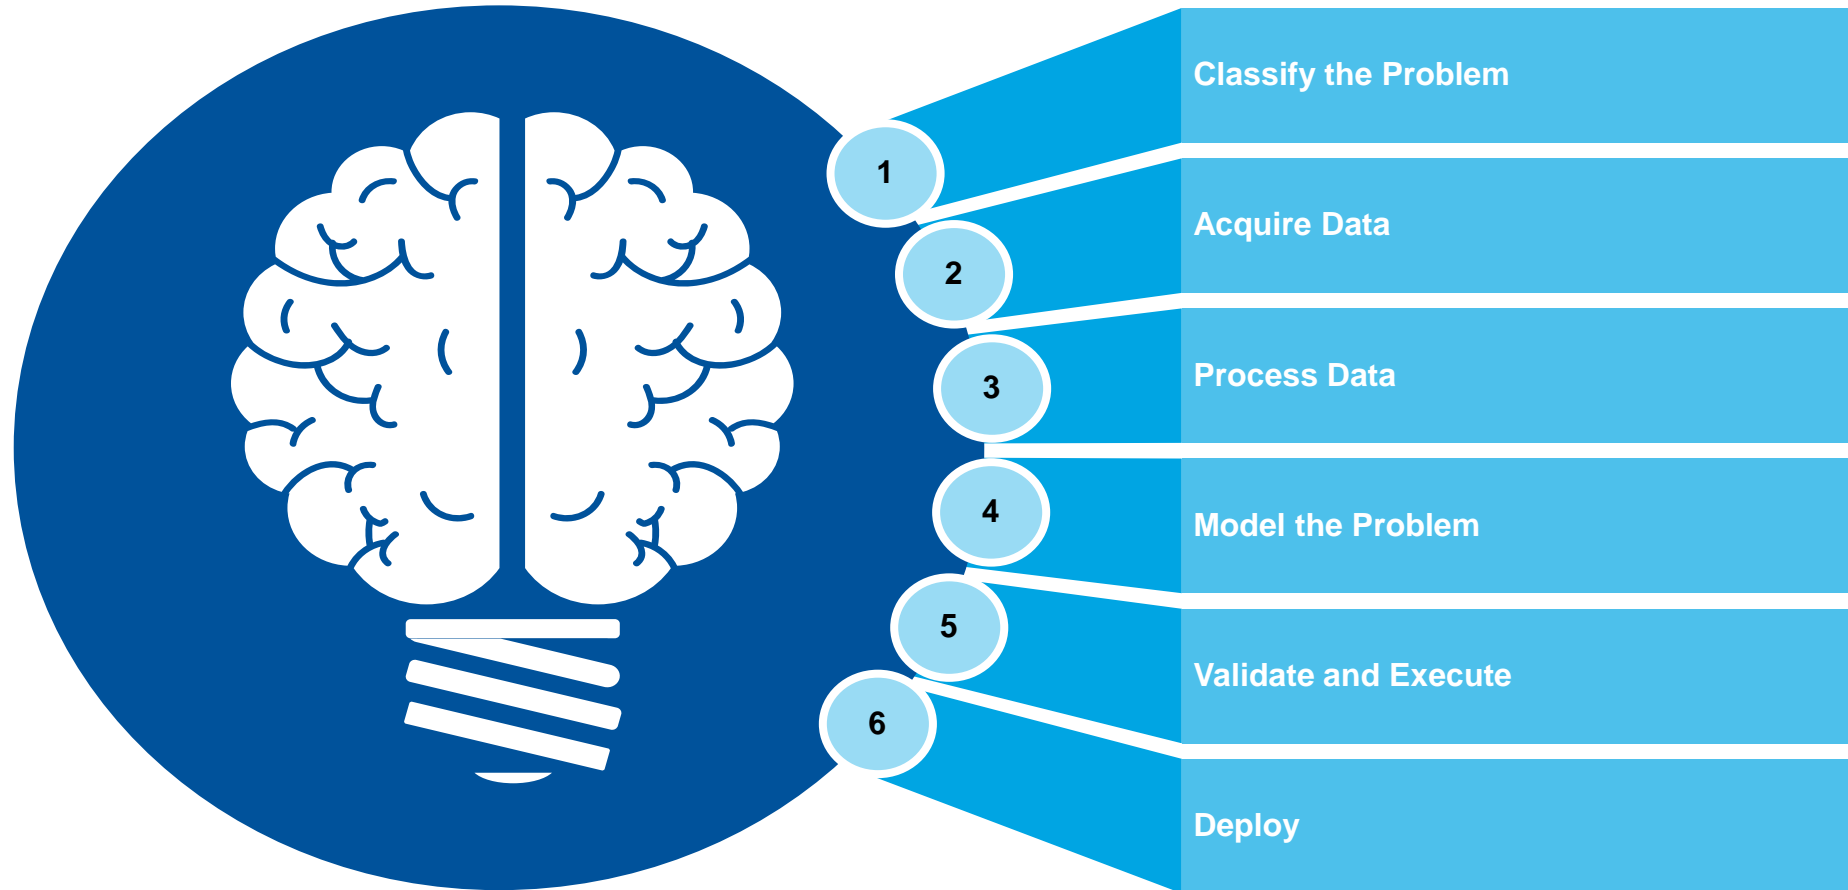 1
Classify the Problem
2
Acquire Data
3
Process Data
4
Model the Problem
5
Validate and Execute
6
Deploy